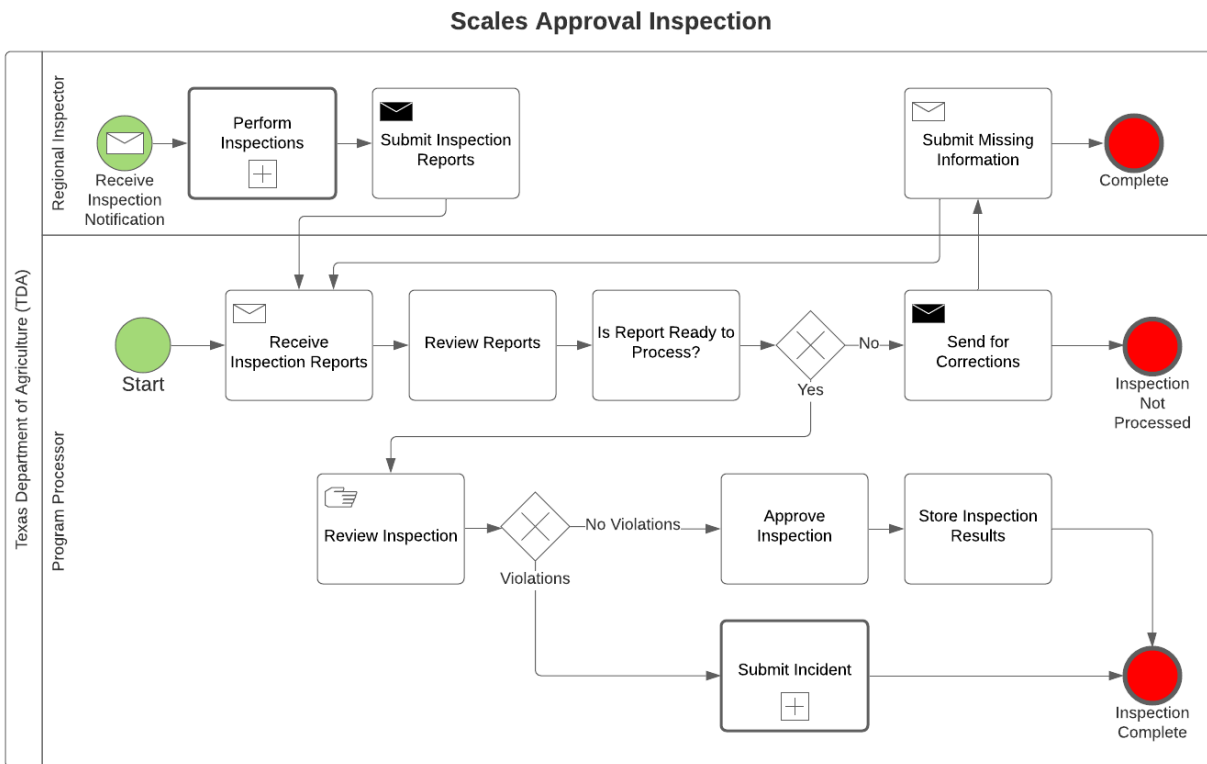 Scales Approval Inspection
Texas Department of Agriculture (TDA)
Regional Inspector
Receive
Inspection
Notification
Perform
Inspections
Submit Inspection
Reports
Submit Missing
Information
Complete
Program Processor
Start
Receive
Inspection Reports
Review Reports
Is Report Ready to
Process?
No
Yes
Send for
Corrections
Inspection
Not
Processed
Review Inspection
No Violations
Violations
Approve
Inspection
Store Inspection
Results
Submit Incident
Inspection
Complete